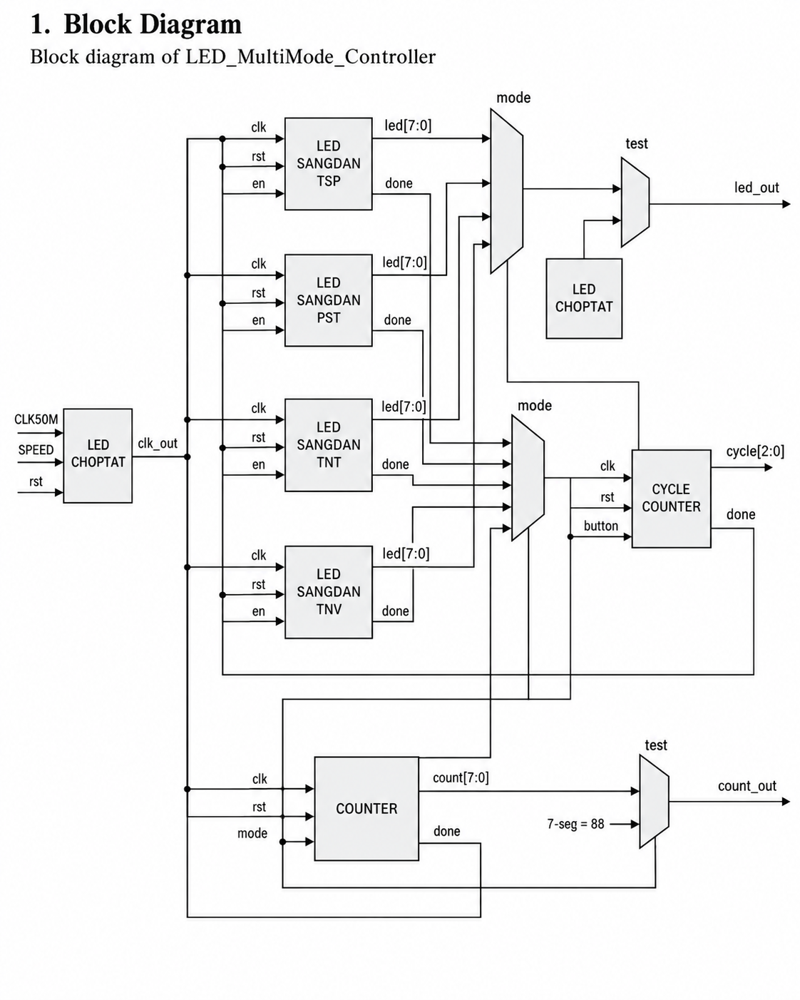 1. Block Diagram
Block diagram of LED_MultiMode_Controller
mode
clk
rst
en
LED
SANGDAN
TSP
led[7:0]
done
test
led_out
LED
CHOPTAT
clk
rst
en
LED
SANGDAN
PST
led[7:0]
done
clk
rst
en
LED
SANGDAN
TNT
led[7:0]
done
CLK50M
SPEED
rst
LED
CHOPTAT
clk_out
mode
clk
rst
button
CYCLE
COUNTER
cycle[2:0]
done
clk
rst
en
LED
SANGDAN
TNV
led[7:0]
done
clk
rst
mode
COUNTER
count[7:0]
done
test
7-seg = 88
count_out